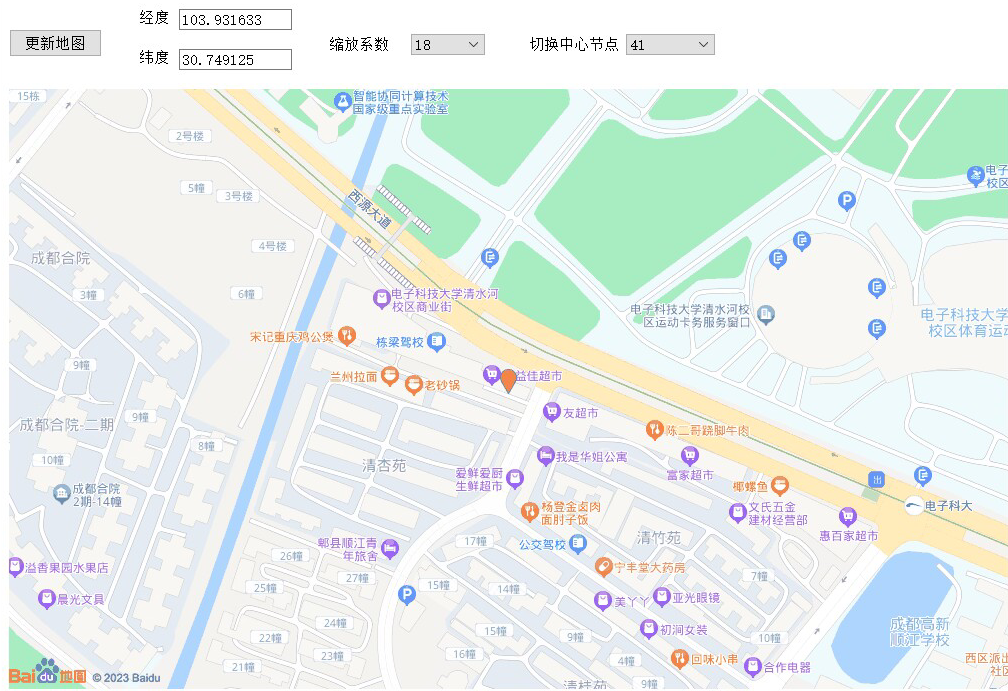 经度 103.931633
更新地图
缩放系数 18
切换中心节点 41
纬度 30.749125
15栋
智能协同计算技术
国家级重点实验室
2号楼
电子
校区
5幢
3号楼
西源大道
P
4号楼
成都合院
3幢
6幢
电子科技大学清水河
校区商业街
电子科技大学清水河校
区运动卡务服务窗口
电子科技大学
校区体育运动
宋记重庆鸡公煲
栋梁驾校
9幢
兰州拉面
老砂锅
益佳超市
友超市
9幢
成都合院-二期
陈二哥跷脚牛肉
8幢
10幢
清杏苑
我是华姐公寓
爱鲜爱厨
生鲜超市
富家超市
成都合院
2期-14幢
椰螺鱼
出
电子科大
杨登金卤肉
面肘子饭
文氏五金
建材经营部
惠百家超市
郫县顺江青
年旅舍
17幢
公交驾校
清竹苑
26幢
溢香果园水果店
宁丰堂大药房
27幢
7幢
25幢
15幢
14幢
P
晨光文具
美丫丫
亚光眼镜
24幢
22幢
15幢
9幢
初涧女装
10幢
成都高新
顺江学校
23幢
16幢
21幢
4幢
回味小串
合作电器
西区派出
社区
9幢
清桂苑
Bai du 地图 © 2023 Baidu